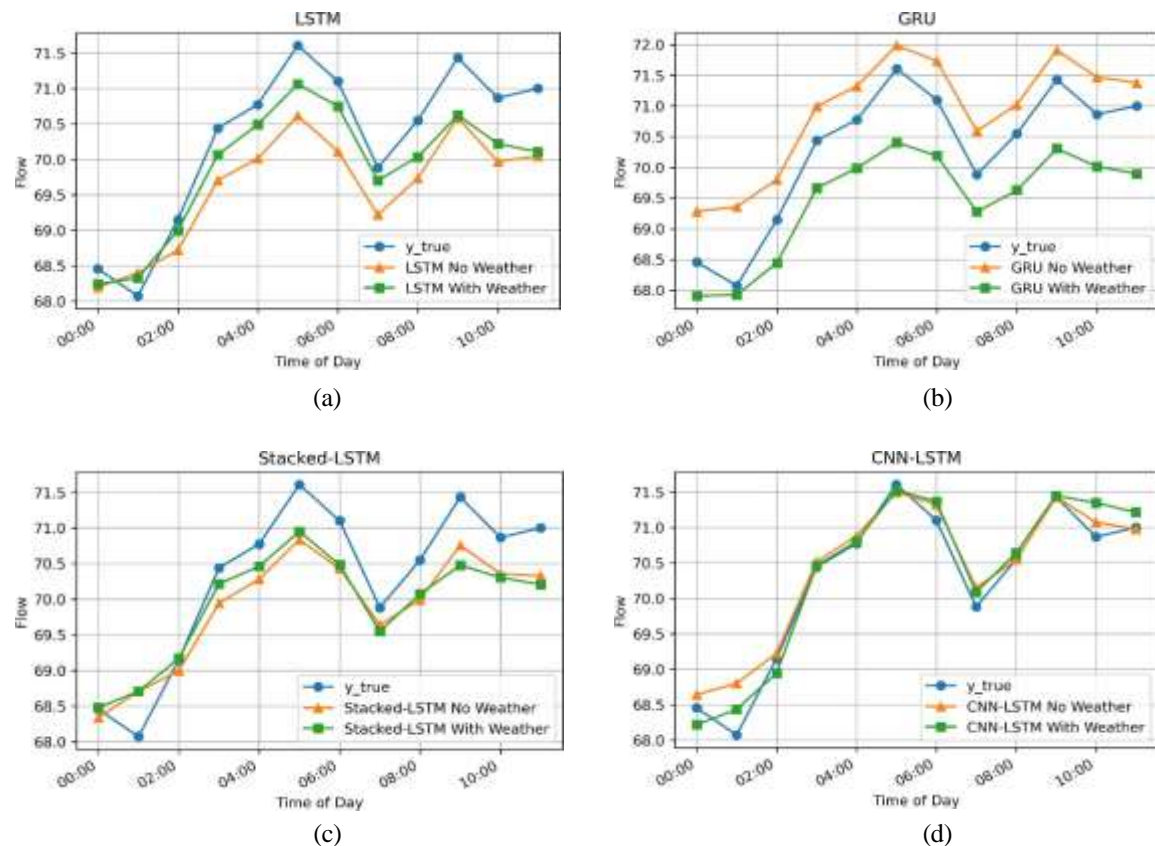 LSTM
71.5
71.0
70.5
70.0
69.5
69.0
68.5
68.0
Flow
y_true
LSTM No Weather
LSTM With Weather
00:00 02:00 04:00 06:00 08:00 10:00
Time of Day
(a)
GRU
72.0
71.5
71.0
70.5
70.0
69.5
69.0
68.5
68.0
Flow
y_true
GRU No Weather
GRU With Weather
00:00 02:00 04:00 06:00 08:00 10:00
Time of Day
(b)
Stacked-LSTM
71.5
71.0
70.5
70.0
69.5
69.0
68.5
68.0
Flow
y_true
Stacked-LSTM No Weather
Stacked-LSTM With Weather
00:00 02:00 04:00 06:00 08:00 10:00
Time of Day
(c)
CNN-LSTM
71.5
71.0
70.5
70.0
69.5
69.0
68.5
68.0
Flow
y_true
CNN-LSTM No Weather
CNN-LSTM With Weather
00:00 02:00 04:00 06:00 08:00 10:00
Time of Day
(d)